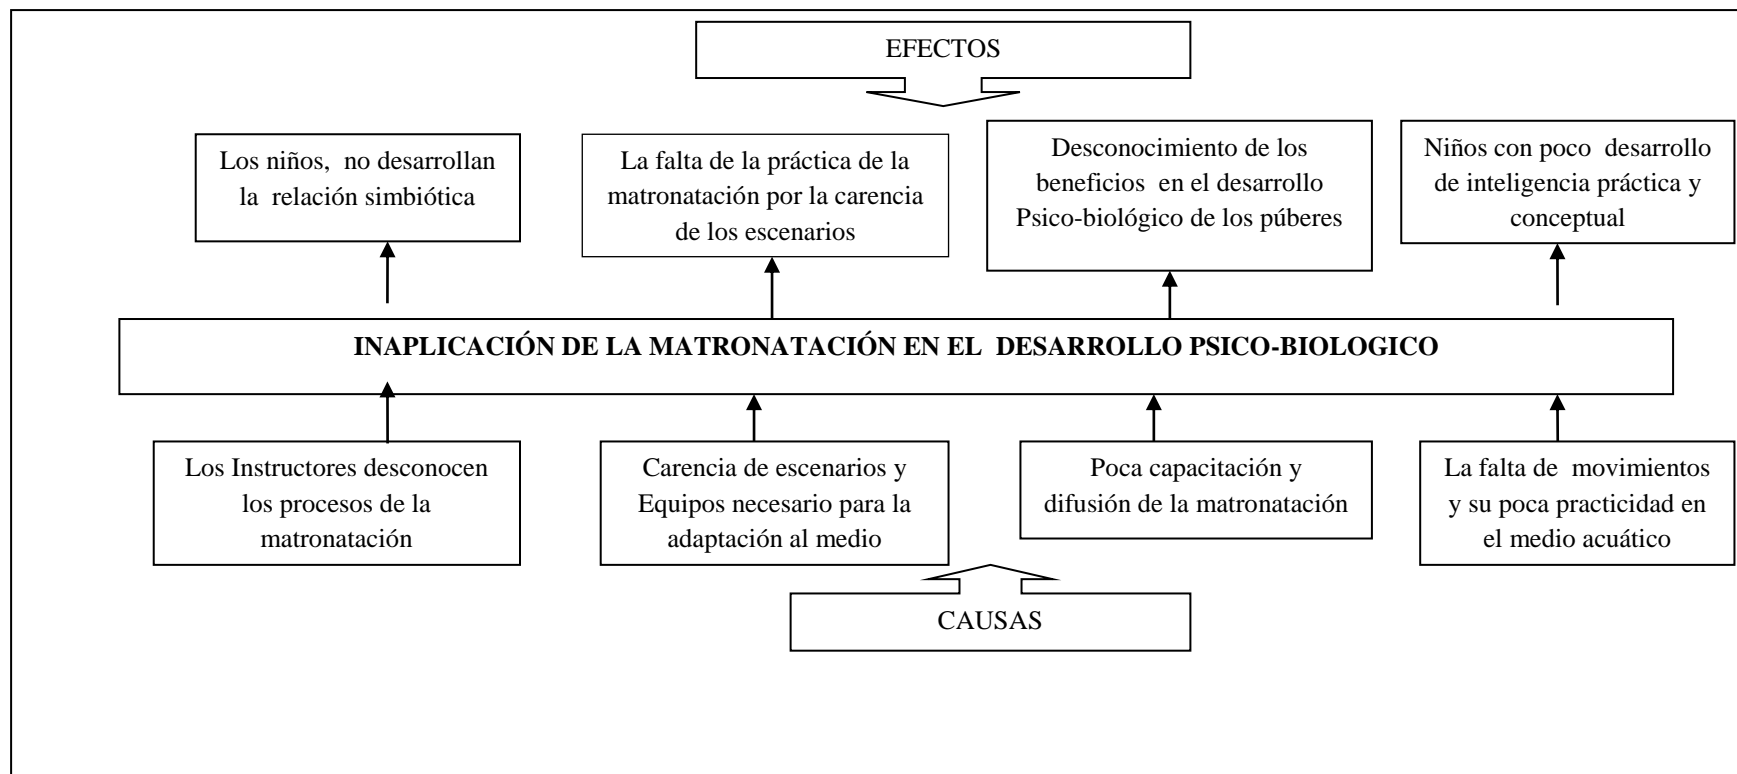 EFECTOS
Los niños, no desarrollan
la relación simbiótica
La falta de la práctica de la
matronatación por la carencia
de los escenarios
Desconocimiento de los
beneficios en el desarrollo
Psico-biológico de los púberes
Niños con poco desarrollo
de inteligencia práctica y
conceptual
INAPLICACIÓN DE LA MATRONATACIÓN EN EL DESARROLLO PSICO-BIOLOGICO
Los Instructores desconocen
los procesos de la
matronatación
Carencia de escenarios y
Equipos necesario para la
adaptación al medio
Poca capacitación y
difusión de la matronatación
La falta de movimientos
y su poca practicidad en
el medio acuático
CAUSAS